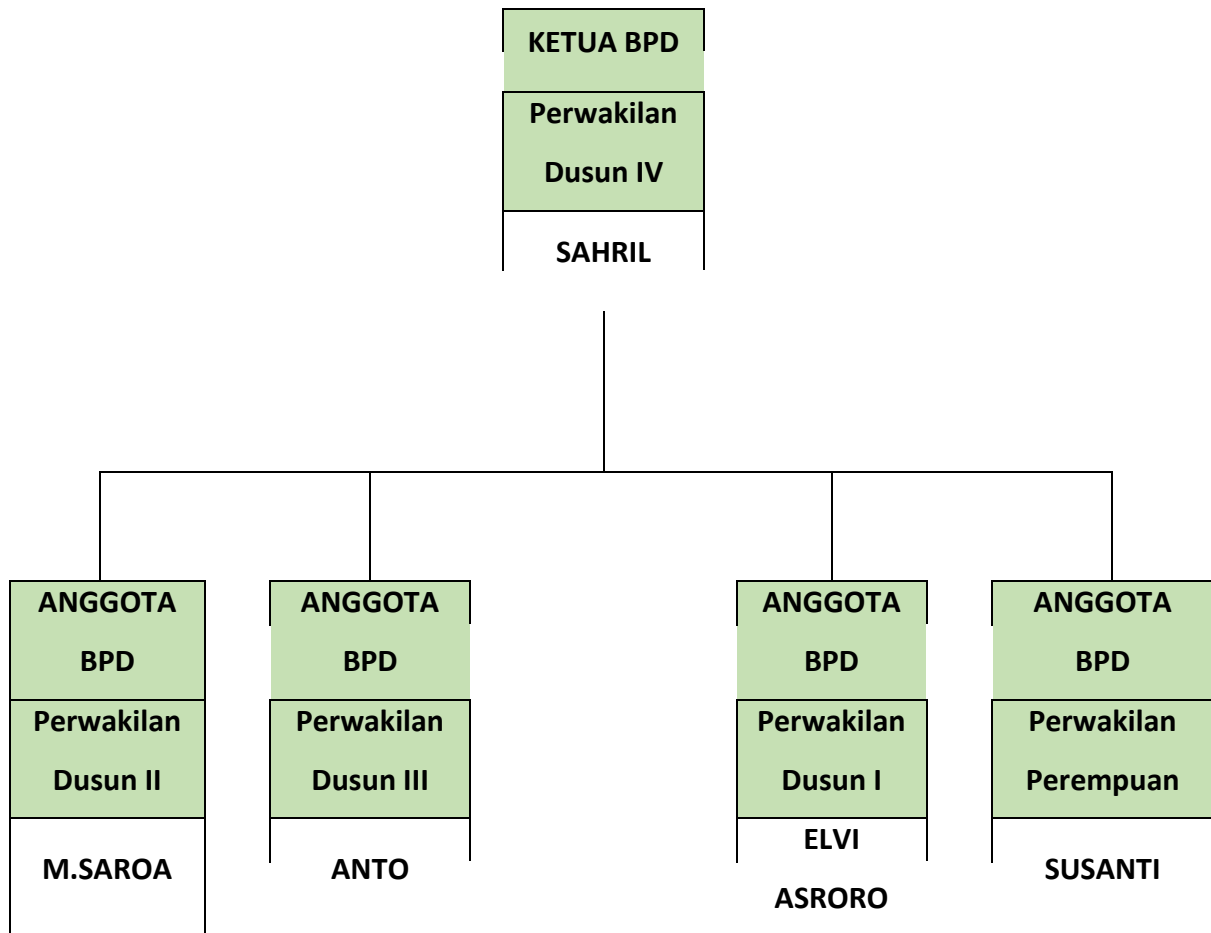 KETUA BPD
Perwakilan
Dusun IV
SAHRIL
ANGGOTA
BPD
Perwakilan
Dusun II
M.SAROA
ANGGOTA
BPD
Perwakilan
Dusun III
ANTO
ANGGOTA
BPD
Perwakilan
Dusun I
ELVI
ASRORO
ANGGOTA
BPD
Perwakilan
Perempuan
SUSANTI